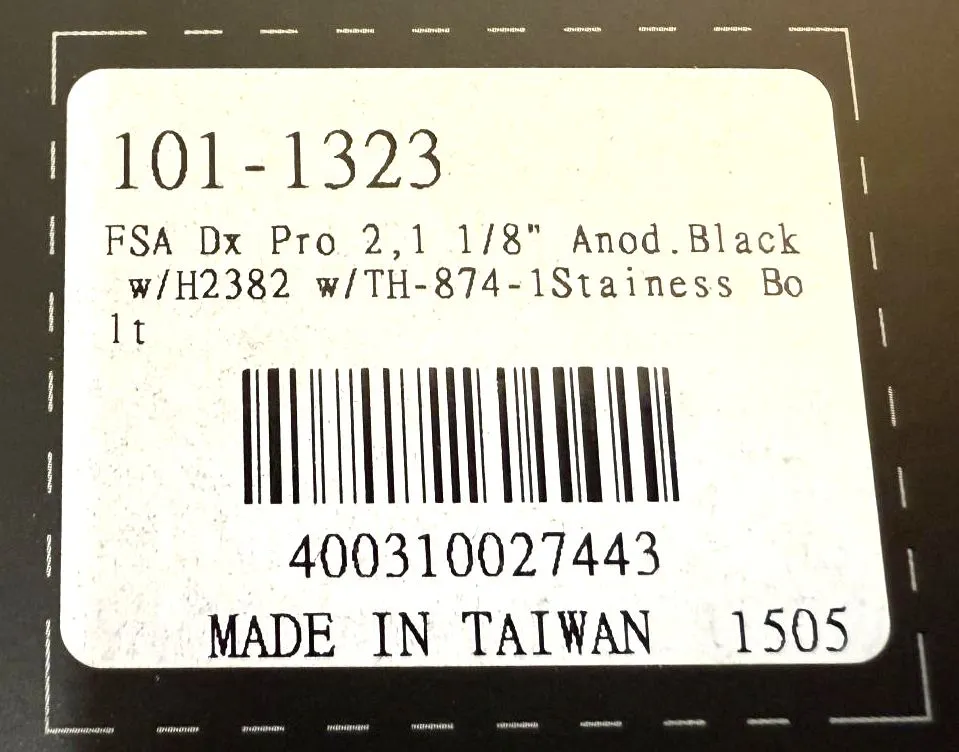 101-1323
FSA Dx Pro 2,1 1/8" Anod.Black
w/H2382 w/TH-874-1Stainess Bo
lt
400310027443
MADE IN TAIWAN 1505